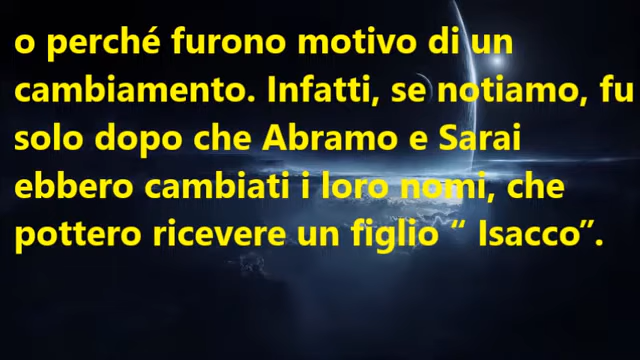 o perché furono motivo di un
cambiamento. Infatti, se notiamo, fu
solo dopo che Abramo e Sarai
ebbero cambiati i loro nomi, che
pottero ricevere un figlio “ Isacco”.